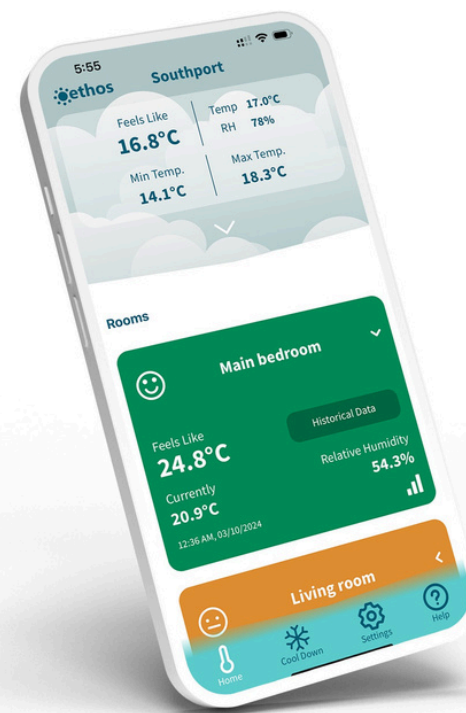 5:55
ethos
Southport
Feels Like
16.8°C
Temp 17.0°C
RH 78%
Min Temp.
14.1°C
Max Temp.
18.3°C
Rooms
Main bedroom
Feels Like
24.8°C
Historical Data
Currently
20.9°C
Relative Humidity
54.3%
12:36 AM, 03/10/2024
Living room
Home
Cool Down
Settings
Help